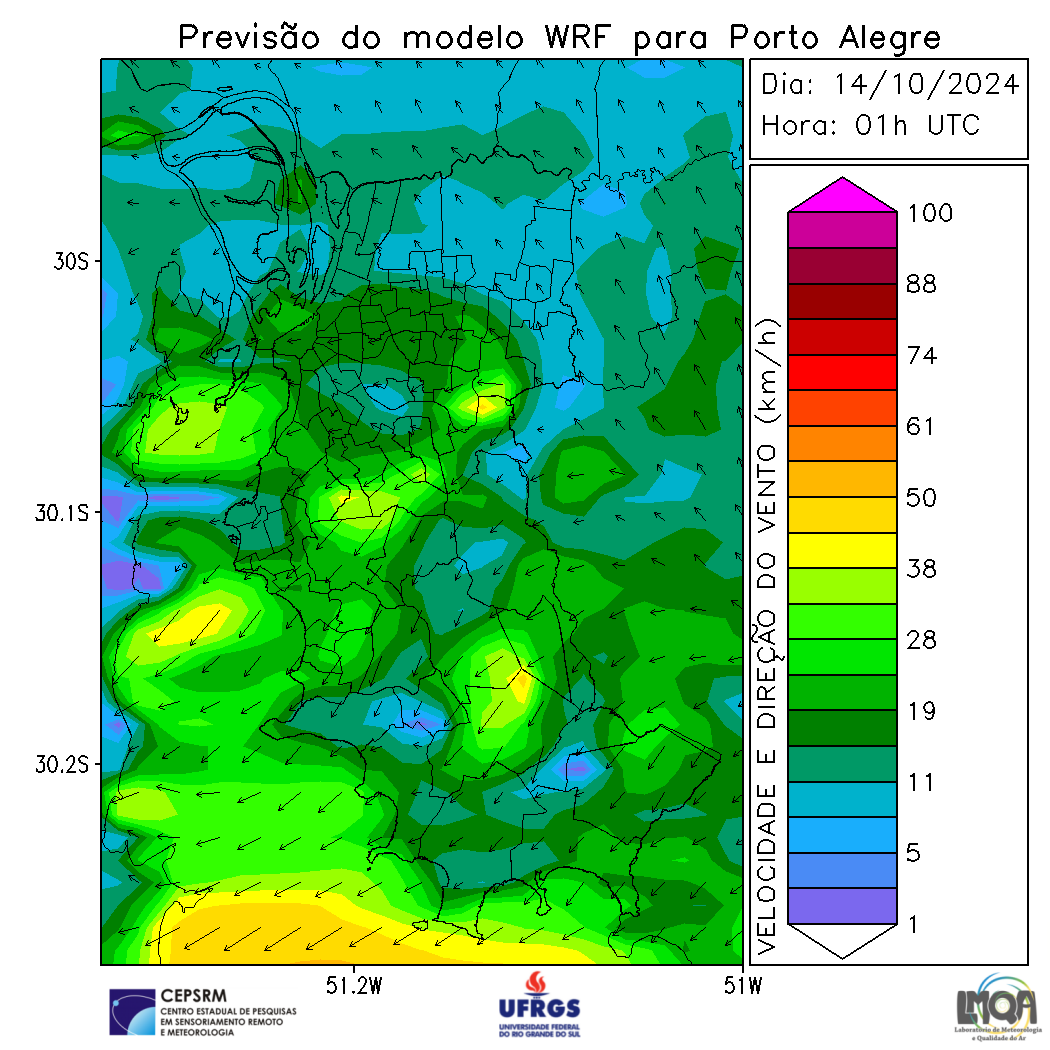 Previsão do modelo WRF para Porto Alegre
Dia: 14/10/2024
Hora: 01h UTC
30S
30.1S
30.2S
51.2W
51W
VELOCIDADE E DIREÇÃO DO VENTO (km/h)
100
88
74
61
50
38
28
19
11
5
1
CEPSRM
CENTRO ESTADUAL DE PESQUISAS
EM SENSORIAMENTO REMOTO
E METEOROLOGIA
UFRGS
UNIVERSIDADE FEDERAL
DO RIO GRANDE DO SUL
LMQA
Laboratório de Meteorologia
e Qualidade do Ar